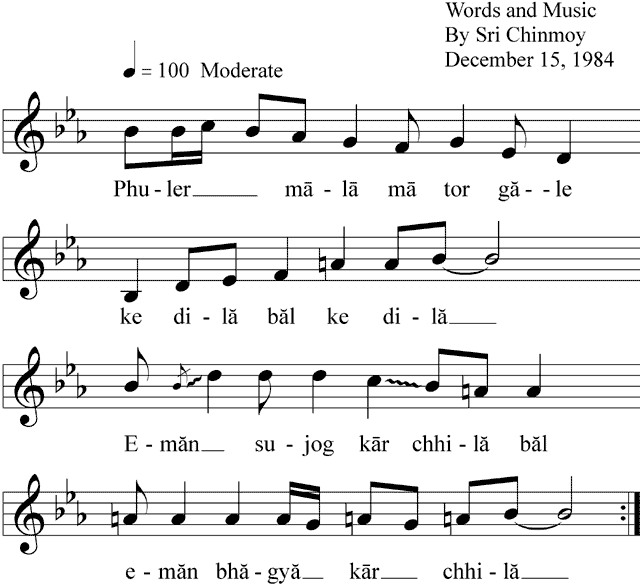 Words and Music
By Sri Chinmoy
December 15, 1984
= 100 Moderate
Phu - ler mā - lā mā tor gă - - le
ke di - lă băl ke di - lă
E - măn su - jog kār chhi - lă băl
e - măn bhā - gyă kār chhi - lă